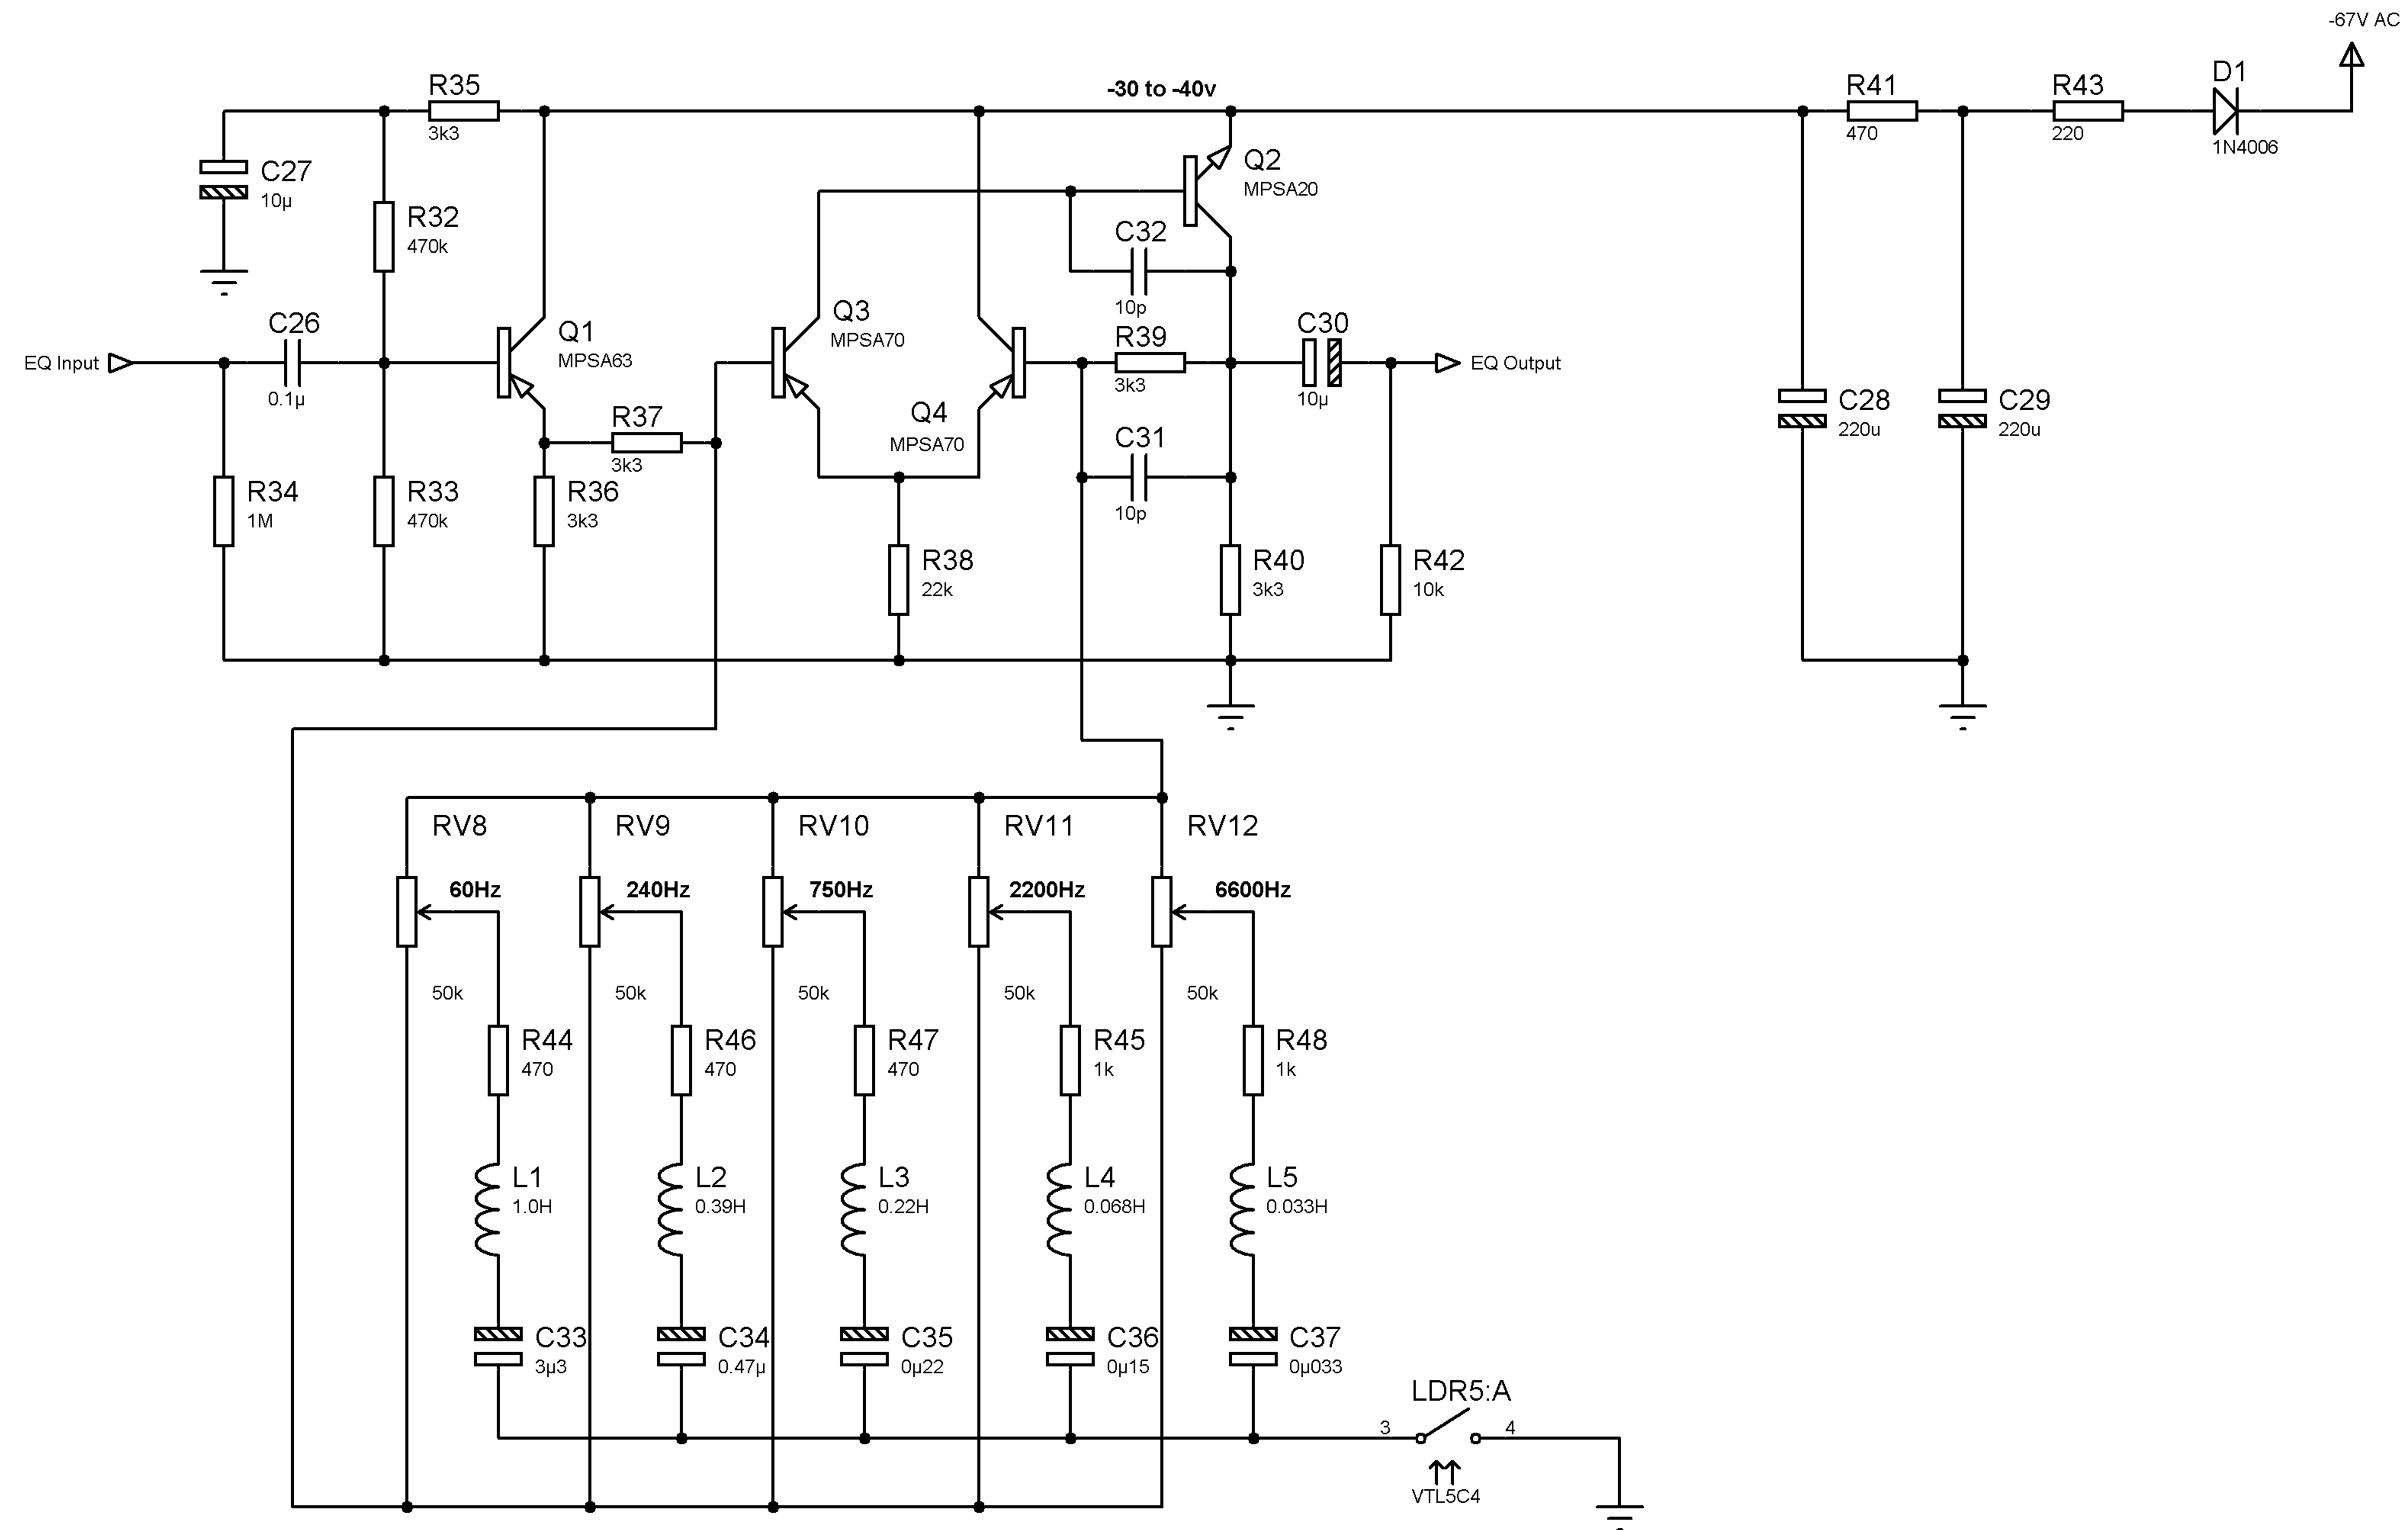 -67V AC
R35
3k3
-30 to -40v
R41
470
R43
220
D1
1N4006
C27
10µ
R32
470k
Q2
MPSA20
C32
10p
EQ Input
C26
0.1µ
Q1
MPSA63
Q3
MPSA70
R39
3k3
C30
10µ
EQ Output
R37
3k3
Q4
MPSA70
C31
10p
C28
220u
C29
220u
R34
1M
R33
470k
R36
3k3
R38
22k
R40
3k3
R42
10k
RV8
RV9
RV10
RV11
RV12
60Hz
240Hz
750Hz
2200Hz
6600Hz
50k
50k
50k
50k
50k
R44
470
R46
470
R47
470
R45
1k
R48
1k
L1
1.0H
L2
0.39H
L3
0.22H
L4
0.068H
L5
0.033H
C33
3µ3
C34
0.47µ
C35
0µ22
C36
0µ15
C37
0µ033
LDR5:A
3
4
VTL5C4